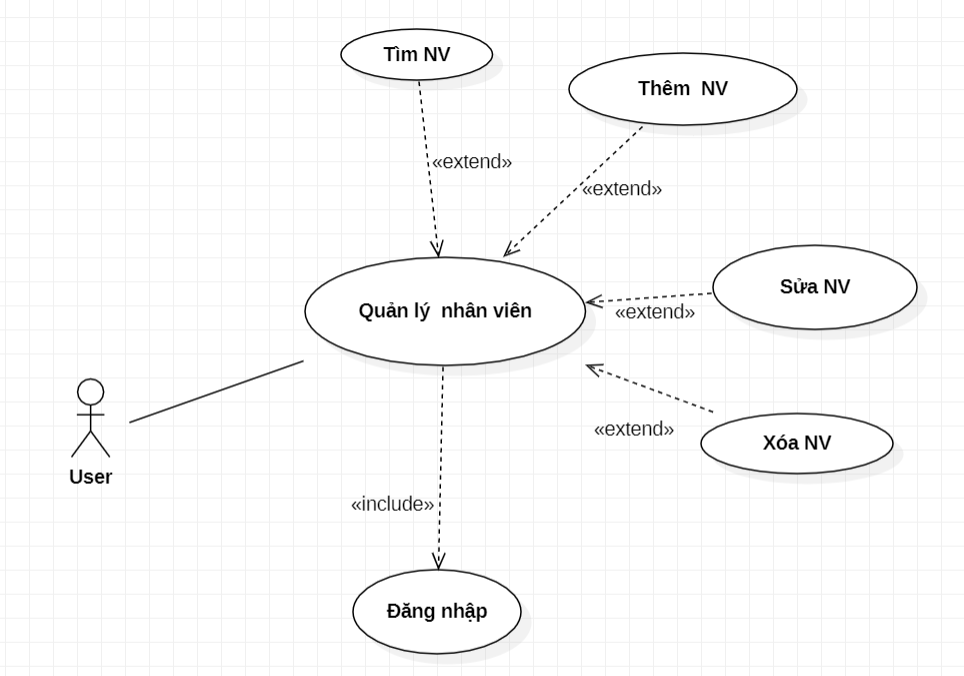 Tìm NV
Thêm  NV
«extend»
«extend»
Sửa NV
Quản lý  nhân viên
«extend»
«extend»
Xóa NV
User
«include»
Đăng nhập